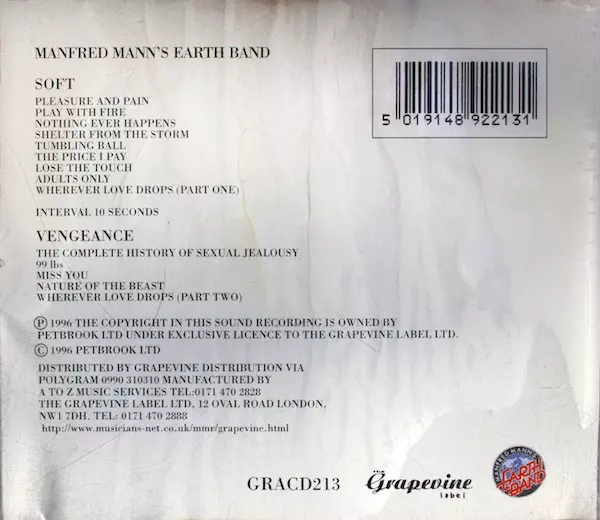 MANFRED MANN'S EARTH BAND
SOFT
PLEASURE AND PAIN
PLAY WITH FIRE
NOTHING EVER HAPPENS
SHELTER FROM THE STORM
TUMBLING BALL
THE PRICE I PAY
LOSE THE TOUCH
ADULTS ONLY
WHEREVER LOVE DROPS (PART ONE)
INTERVAL 10 SECONDS
VENGEANCE
THE COMPLETE HISTORY OF SEXUAL JEALOUSY
99 lbs
MISS YOU
NATURE OF THE BEAST
WHEREVER LOVE DROPS (PART TWO)
Ⓟ 1996 THE COPYRIGHT IN THIS SOUND RECORDING IS OWNED BY
PETBROOK LTD UNDER EXCLUSIVE LICENCE TO THE GRAPEVINE LABEL LTD.
© 1996 PETBROOK LTD
DISTRIBUTED BY GRAPEVINE DISTRIBUTION VIA
POLYGRAM 0990 310310 MANUFACTURED BY
A TO Z MUSIC SERVICES TEL:0171 470 2828
THE GRAPEVINE LABEL LTD, 12 OVAL ROAD LONDON,
NW1 7DH. TEL: 0171 470 2888
http://www.musicians-net.co.uk/mmr/grapevine.html
5 019148 922131
GRACD213
THE
Grapevine
label
MANFRED MANN'S
EARTH
BAND